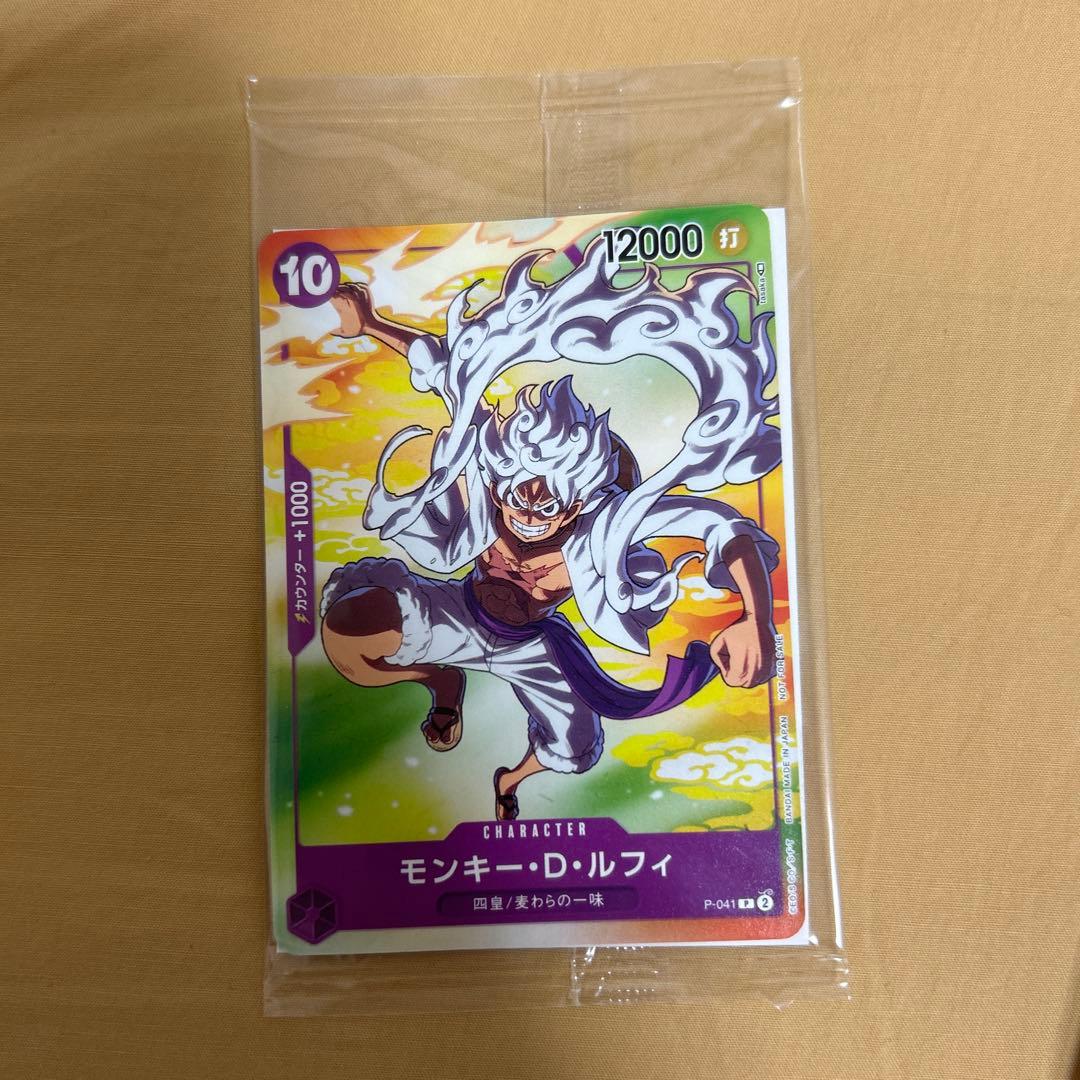 10
12000 打
tasaka
カウンター +1000
NOT FOR SALE
BANDAI MADE IN JAPAN
CHARACTER
モンキー・D・ルフィ
四皇/麦わらの一味
P-041 P 2